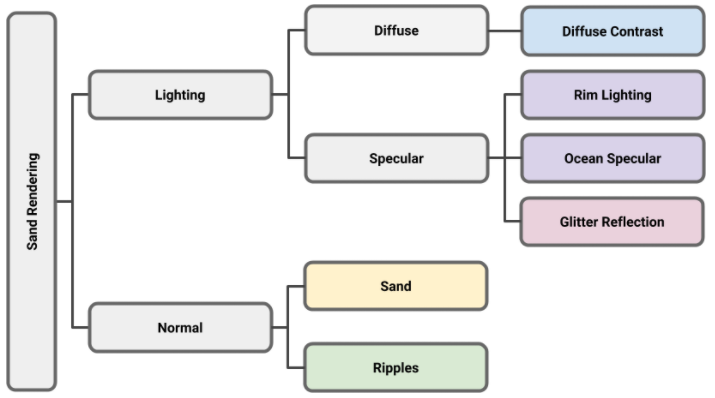 Sand Rendering
Lighting
Diffuse
Diffuse Contrast
Specular
Rim Lighting
Ocean Specular
Glitter Reflection
Normal
Sand
Ripples